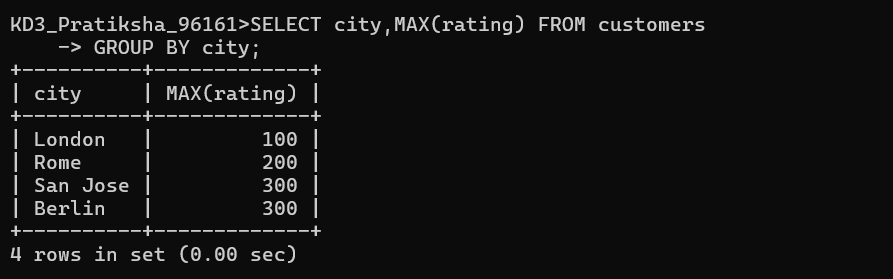 KD3_Pratiksha_96161>SELECT city,MAX(rating) FROM customers
    -> GROUP BY city;
+----------+-------------+
| city     | MAX(rating) |
+----------+-------------+
| London   |         100 |
| Rome     |         200 |
| San Jose |         300 |
| Berlin   |         300 |
+----------+-------------+
4 rows in set (0.00 sec)